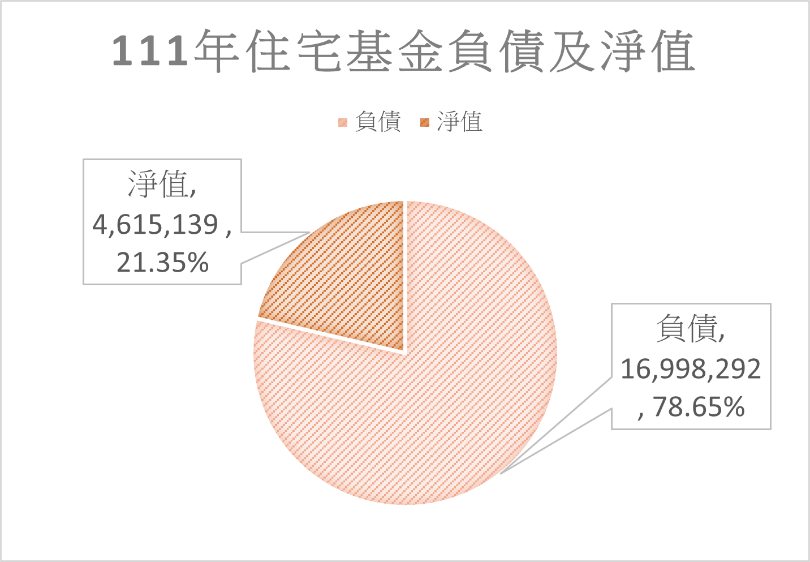 111年住宅基金負債及淨值
負債 淨值
淨值,
4,615,139 ,
21.35%
負債,
16,998,292
, 78.65%